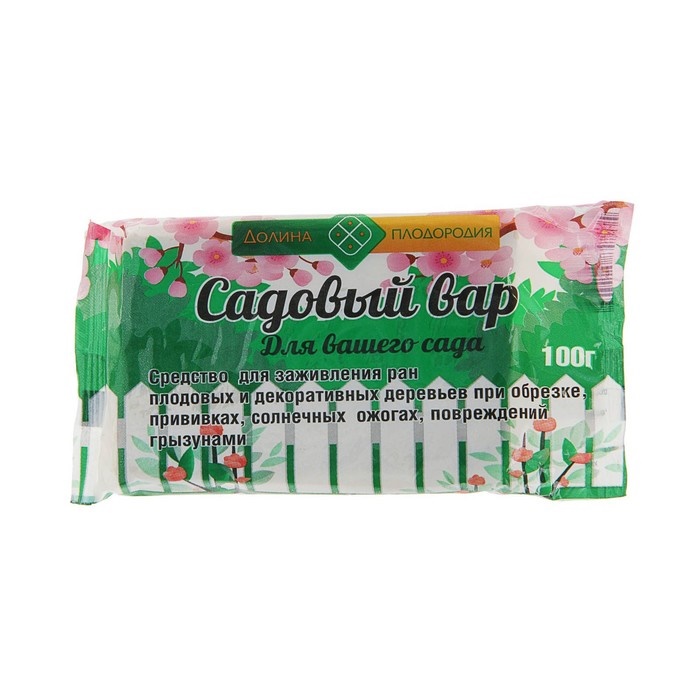 Долина Плодородия
Садовый вар
Для вашего сада
100г
Средство для заживления ран
плодовых и декоративных деревьев при обрезке,
прививках, солнечных ожогах, повреждений
грызунами